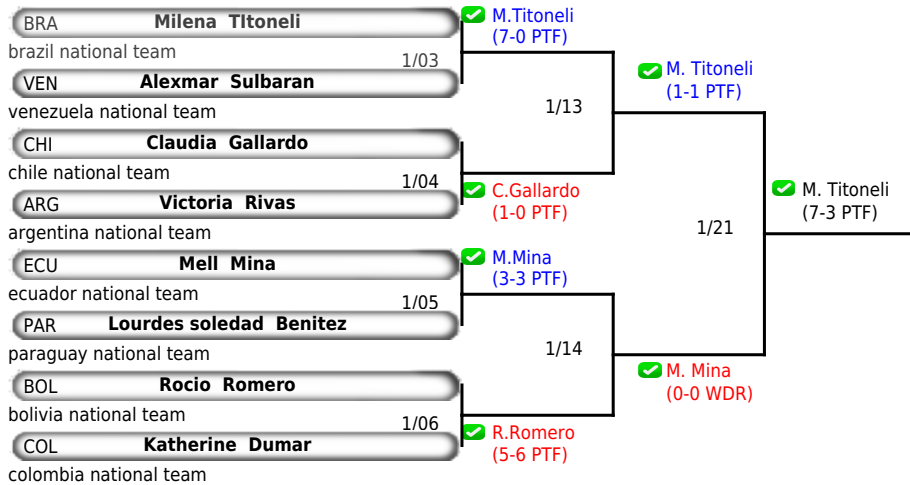 BRA Milena TItoneli
brazil national team
1/03
VEN Alexmar Sulbaran
venezuela national team
CHI Claudia Gallardo
chile national team
1/04
ARG Victoria Rivas
argentina national team
ECU Mell Mina
ecuador national team
1/05
PAR Lourdes soledad Benitez
paraguay national team
BOL Rocio Romero
bolivia national team
1/06
COL Katherine Dumar
colombia national team
M.Titoneli
(7-0 PTF)
1/13
C.Gallardo
(1-0 PTF)
M.Mina
(3-3 PTF)
1/14
R.Romero
(5-6 PTF)
M. Titoneli
(1-1 PTF)
1/21
M. Mina
(0-0 WDR)
M. Titoneli
(7-3 PTF)